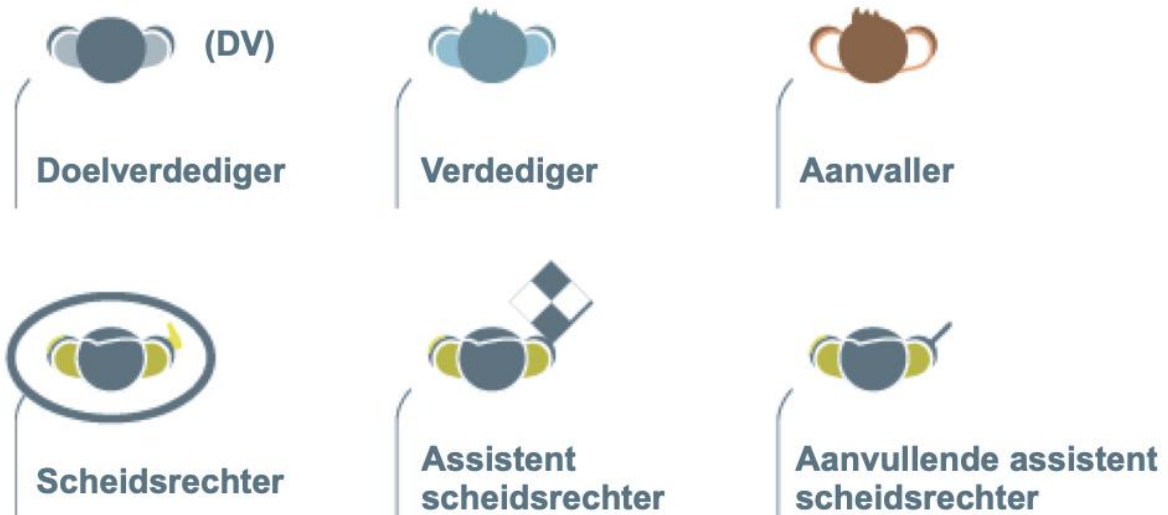 (DV)
Doelverdediger
Verdediger
Aanvaller
Scheidsrechter
Assistent
scheidsrechter
Aanvullende assistent
scheidsrechter